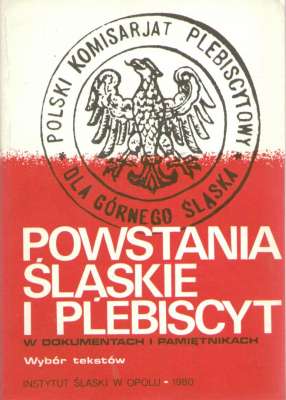 POLSKI KOMISARJAT PLEBISCYTOWY
* DLA GÓRNEGO ŚLĄSKA *
POWSTANIA
ŚLĄSKIE
I PLEBISCYT
W DOKUMENTACH I PAMIĘTNIKACH
Wybór tekstów
INSTYTUT ŚLĄSKI W OPOLU - 1980